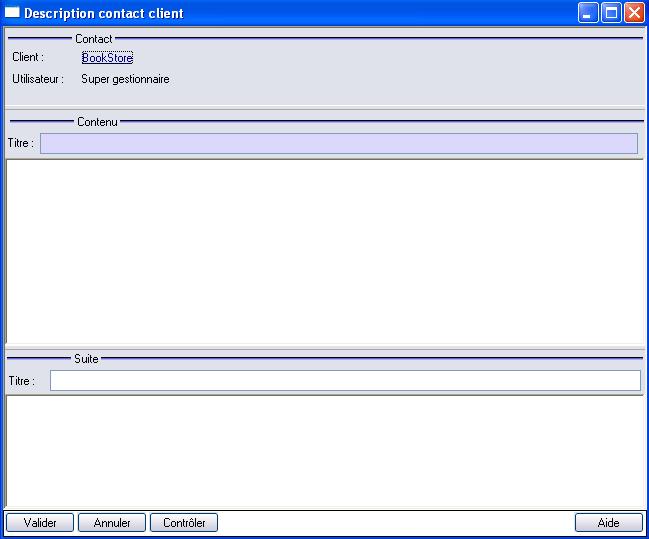 Description contact client
Contact
Client : BookStore
Utilisateur : Super gestionnaire
Contenu
Titre :
Suite
Titre :
Valider Annuler Contrôler Aide